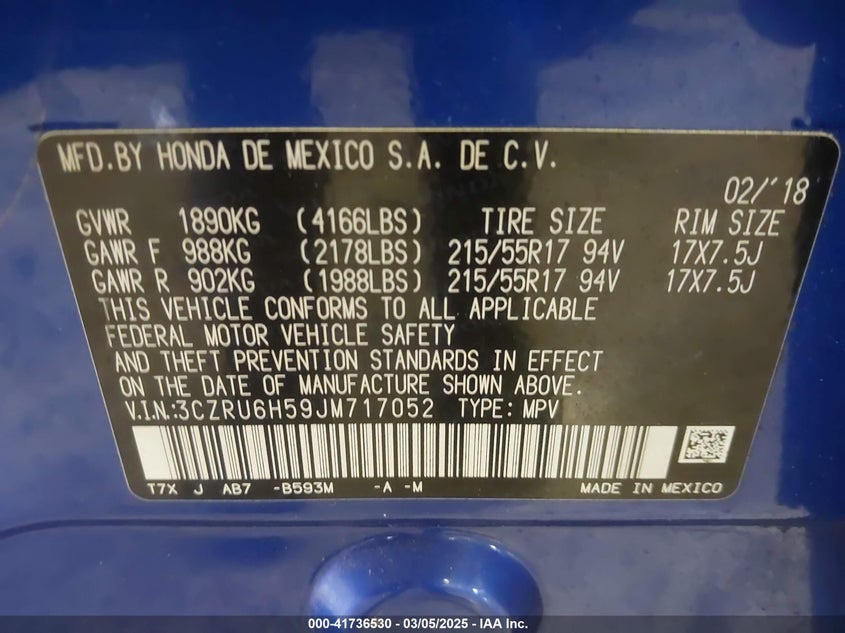 MFD.BY HONDA DE MEXICO S.A. DE C.V.
02/'18
GVWR 1890KG (4166LBS) TIRE SIZE RIM SIZE
GAWR F 988KG (2178LBS) 215/55R17 94V 17X7.5J
GAWR R 902KG (1988LBS) 215/55R17 94V 17X7.5J
THIS VEHICLE CONFORMS TO ALL APPLICABLE
FEDERAL MOTOR VEHICLE SAFETY
AND THEFT PREVENTION STANDARDS IN EFFECT
ON THE DATE OF MANUFACTURE SHOWN ABOVE.
V.I.N.:3CZRU6H59JM717052 TYPE: MPV
T7X J AB7 -B593M -A -M MADE IN MEXICO
000-41736530 - 03/05/2025 - IAA Inc.